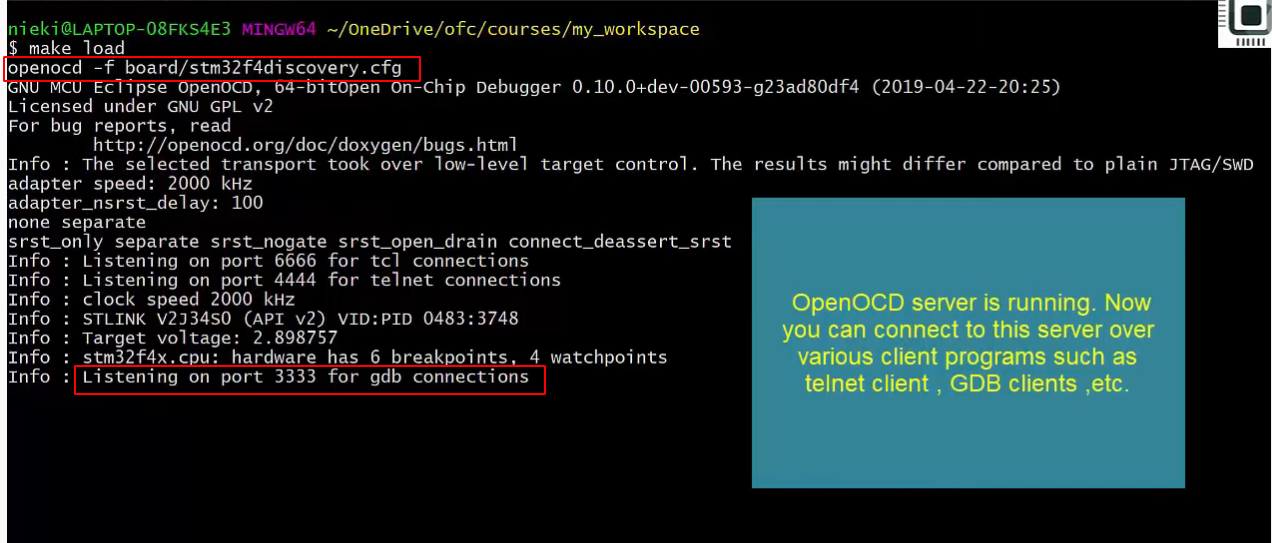 nieki@LAPTOP-08FKS4E3 MINGW64 ~/OneDrive/ofc/courses/my_workspace
$ make load
openocd -f board/stm32f4discovery.cfg
GNU MCU Eclipse OpenOCD, 64-bitOpen On-Chip Debugger 0.10.0+dev-00593-g23ad80df4 (2019-04-22-20:25)
Licensed under GNU GPL v2
For bug reports, read
http://openocd.org/doc/doxygen/bugs.html
Info : The selected transport took over low-level target control. The results might differ compared to plain JTAG/SWD
adapter speed: 2000 kHz
adapter_nsrst_delay: 100
none separate
srst_only separate srst_nogate srst_open_drain connect_deassert_srst
Info : Listening on port 6666 for tcl connections
Info : Listening on port 4444 for telnet connections
Info : clock speed 2000 kHz
Info : STLINK V2J34S0 (API v2) VID:PID 0483:3748
Info : Target voltage: 2.898757
Info : stm32f4x.cpu: hardware has 6 breakpoints, 4 watchpoints
Info : Listening on port 3333 for gdb connections
OpenOCD server is running. Now
you can connect to this server over
various client programs such as
telnet client , GDB clients ,etc.